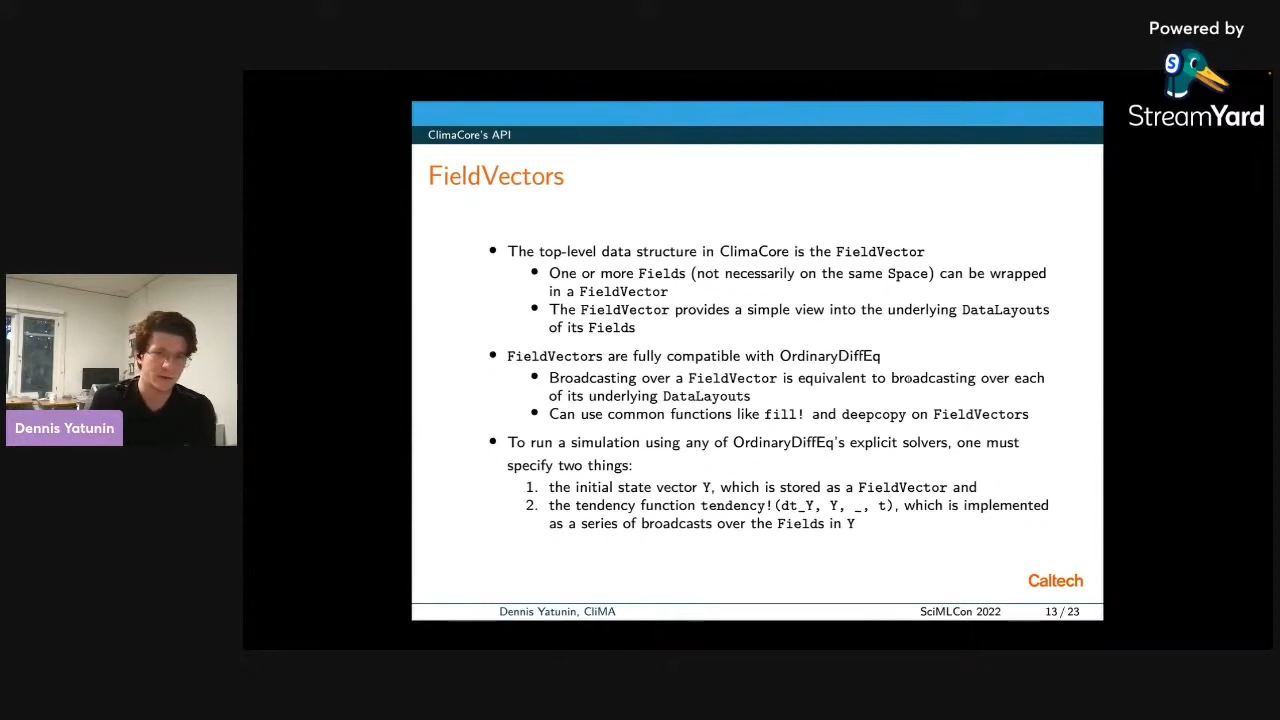 Powered by
StreamYard
ClimaCore's API
FieldVectors
• The top-level data structure in ClimaCore is the FieldVector
• One or more Fields (not necessarily on the same Space) can be wrapped
in a FieldVector
• The FieldVector provides a simple view into the underlying DataLayouts
of its Fields
• FieldVectors are fully compatible with OrdinaryDiffEq
• Broadcasting over a FieldVector is equivalent to broadcasting over each
of its underlying DataLayouts
• Can use common functions like fill! and deepcopy on FieldVectors
• To run a simulation using any of OrdinaryDiffEq's explicit solvers, one must
specify two things:
1. the initial state vector Y, which is stored as a FieldVector and
2. the tendency function tendency!(dt_Y, Y, _, t), which is implemented
as a series of broadcasts over the Fields in Y
Caltech
Dennis Yatunin, CliMA
SciMLCon 2022
13 / 23
Dennis Yatunin